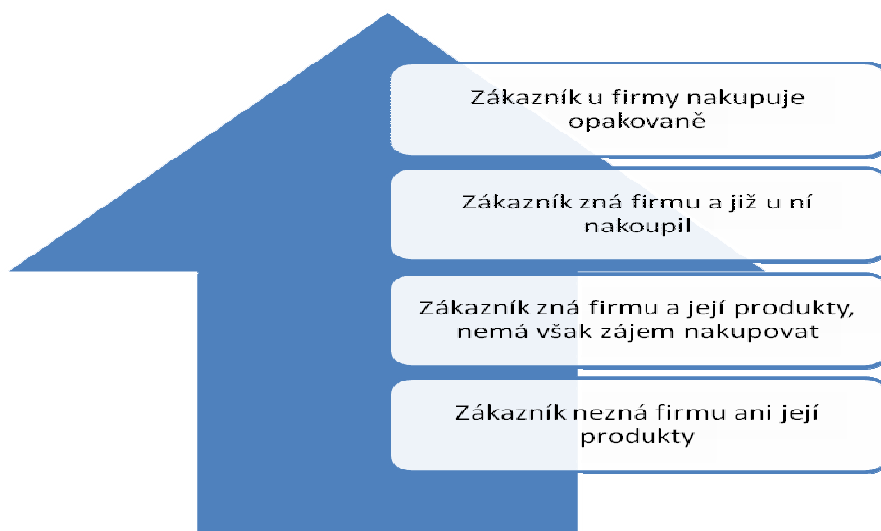 Zákazník u firmy nakupuje
opakovaně
Zákazník zná firmu a již u ní
nakoupil
Zákazník zná firmu a její produkty,
nemá však zájem nakupovat
Zákazník nezná firmu ani její
produkty